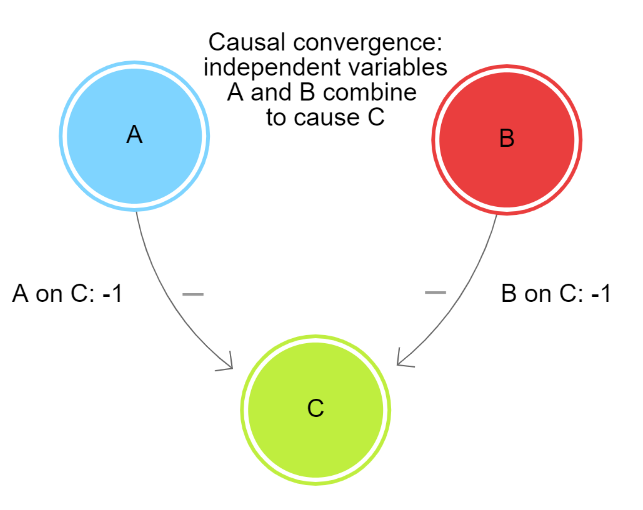 Causal convergence:
independent variables
A and B combine
to cause C
A
B
A on C: -1
–
–
B on C: -1
C